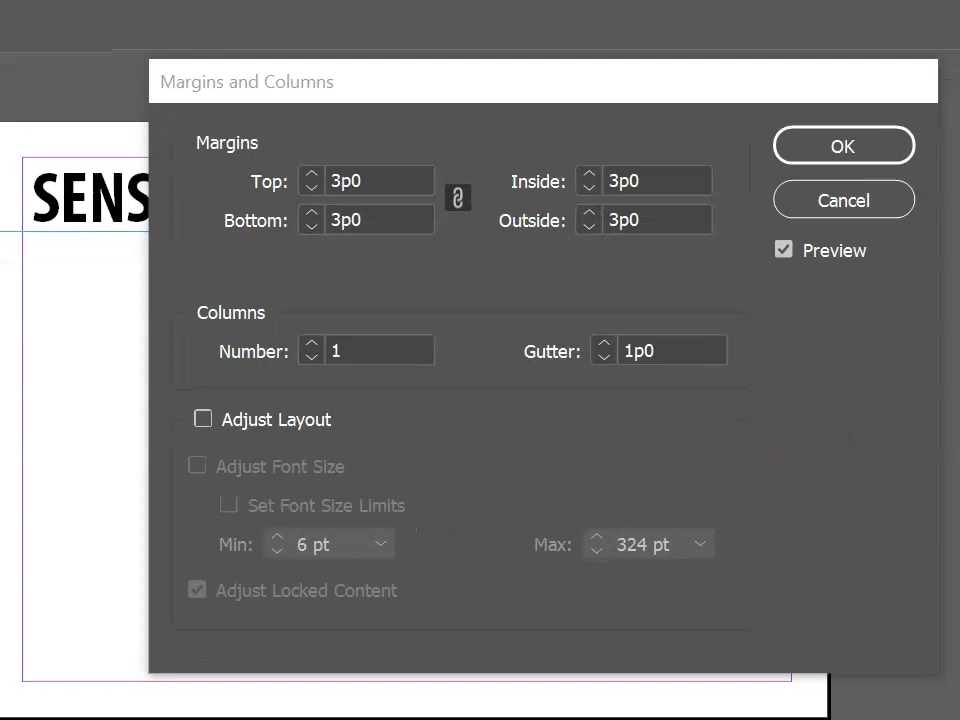 Margins and Columns
SENS
Margins
Top: 3p0 Inside: 3p0
Bottom: 3p0 Outside: 3p0
OK
Cancel
Preview
Columns
Number: 1 Gutter: 1p0
Adjust Layout
Adjust Font Size
Set Font Size Limits
Min: 6 pt Max: 324 pt
Adjust Locked Content